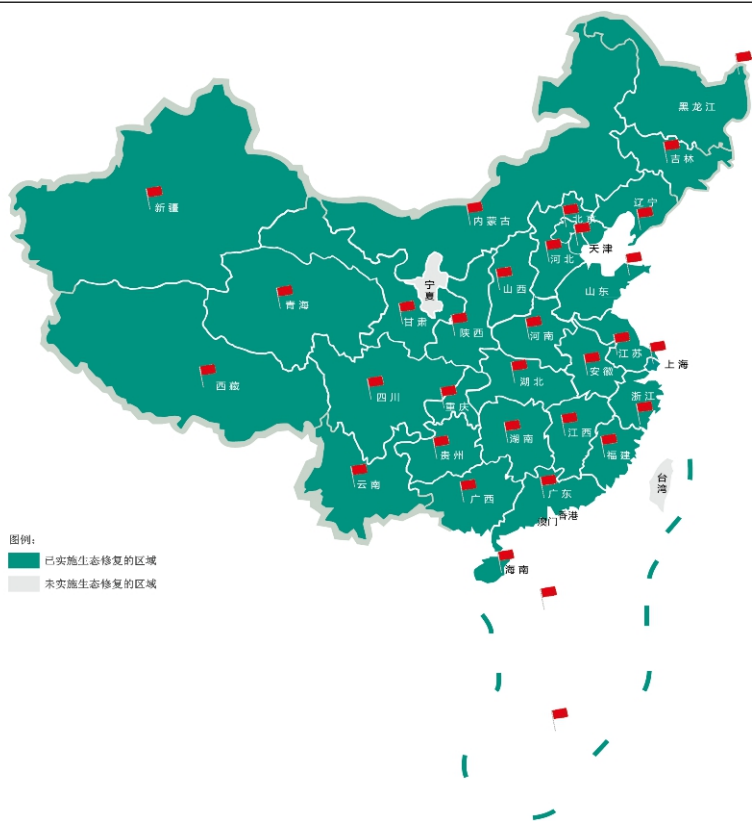 黑龙江
吉林
辽宁
新疆
内蒙古
北京
天津
河北
宁夏
山西
山东
青海
甘肃
陕西
河南
江苏
上海
安徽
西藏
四川
湖北
重庆
浙江
湖南
江西
贵州
福建
云南
广西
广东
台湾
澳门
香港
海南
图例:
已实施生态修复的区域
未实施生态修复的区域